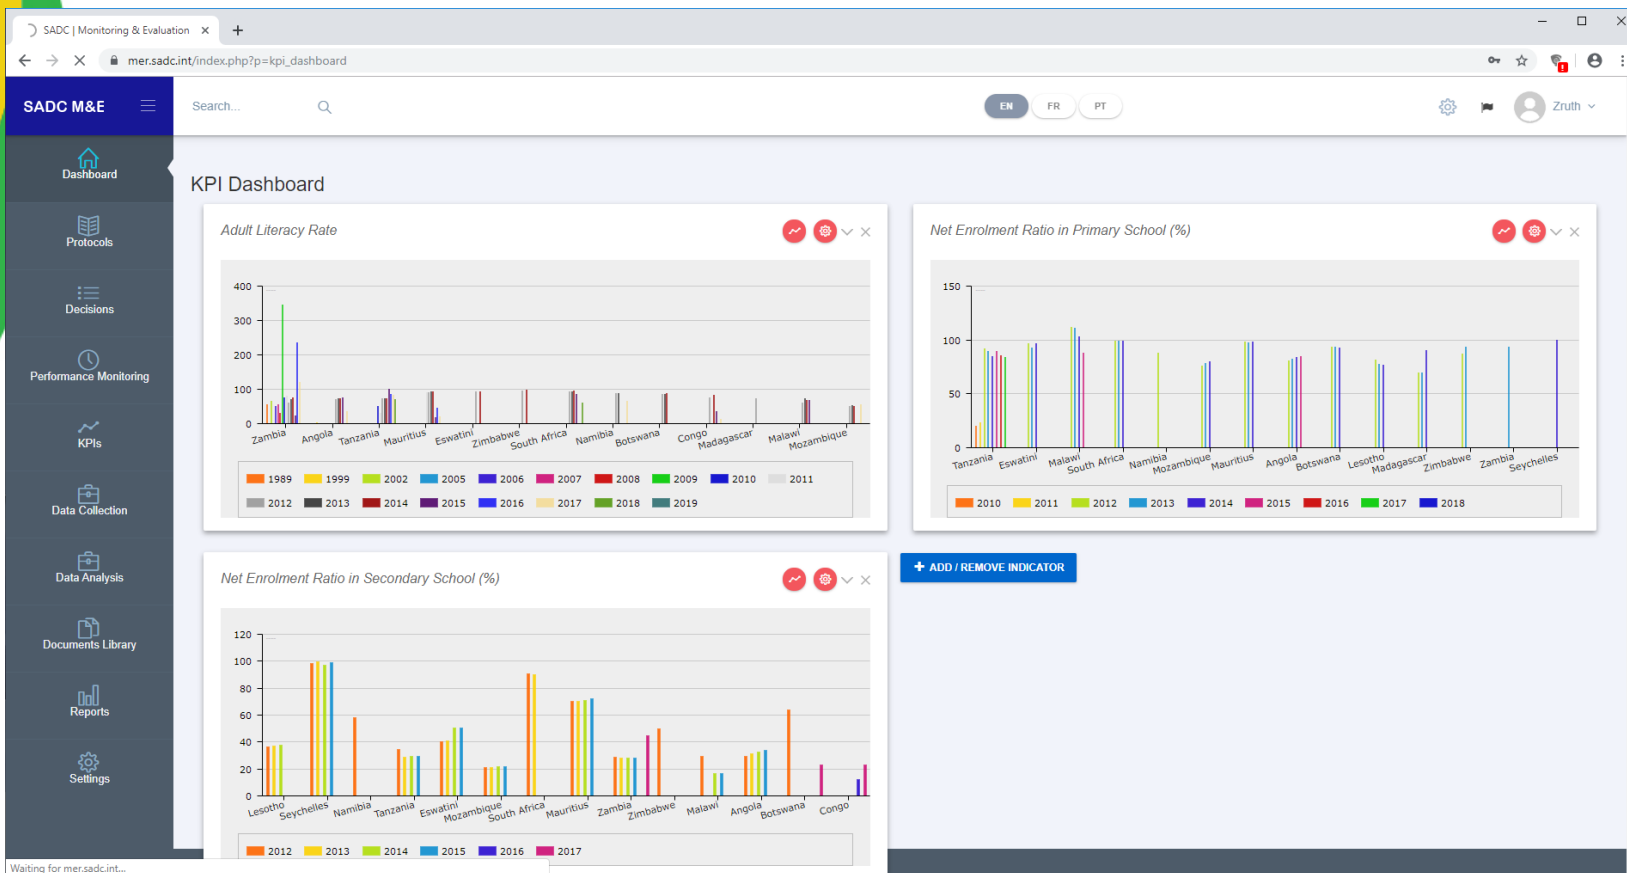 SADC | Monitoring & Evaluation
mer.sadc.int/index.php?p=kpi_dashboard
SADC M&E
Search...
EN FR PT
Zruth
Dashboard
Protocols
Decisions
Performance Monitoring
KPIs
Data Collection
Data Analysis
Documents Library
Reports
Settings
KPI Dashboard
Adult Literacy Rate
400
300
200
100
0
Zambia Angola Tanzania Mauritius Eswatini Zimbabwe South Africa Namibia Botswana Congo Madagascar Malawi Mozambique
1989 1999 2002 2005 2006 2007 2008 2009 2010 2011
2012 2013 2014 2015 2016 2017 2018 2019
Net Enrolment Ratio in Primary School (%)
150
100
50
0
Tanzania Eswatini Malawi South Africa Namibia Mozambique Mauritius Angola Botswana Lesotho Madagascar Zimbabwe Zambia Seychelles
2010 2011 2012 2013 2014 2015 2016 2017 2018
Net Enrolment Ratio in Secondary School (%)
120
100
80
60
40
20
0
Lesotho Seychelles Namibia Tanzania Eswatini Mozambique South Africa Mauritius Zambia Zimbabwe Malawi Angola Botswana Congo
2012 2013 2014 2015 2016 2017
+ ADD / REMOVE INDICATOR
Waiting for mer.sadc.int...